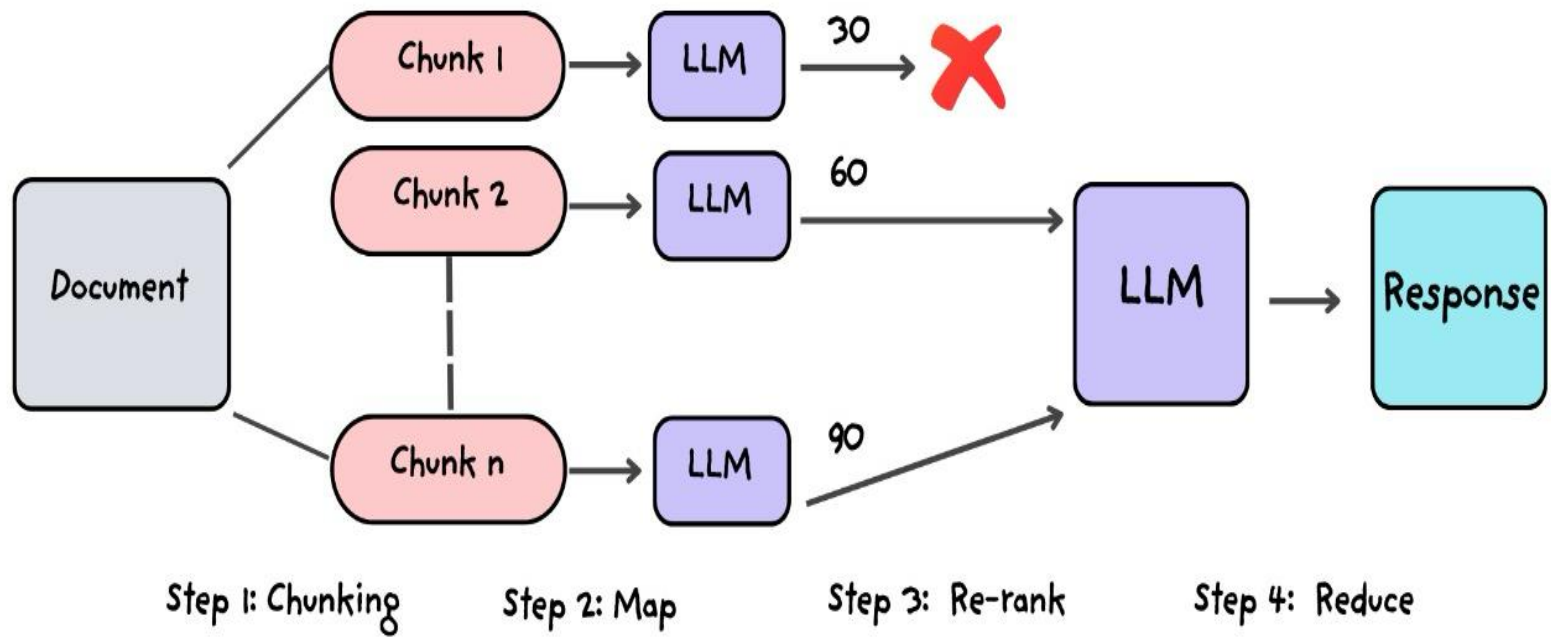 Chunk 1
LLM
30
Chunk 2
LLM
60
Document
LLM
Response
Chunk n
LLM
90
Step 1: Chunking
Step 2: Map
Step 3: Re-rank
Step 4: Reduce